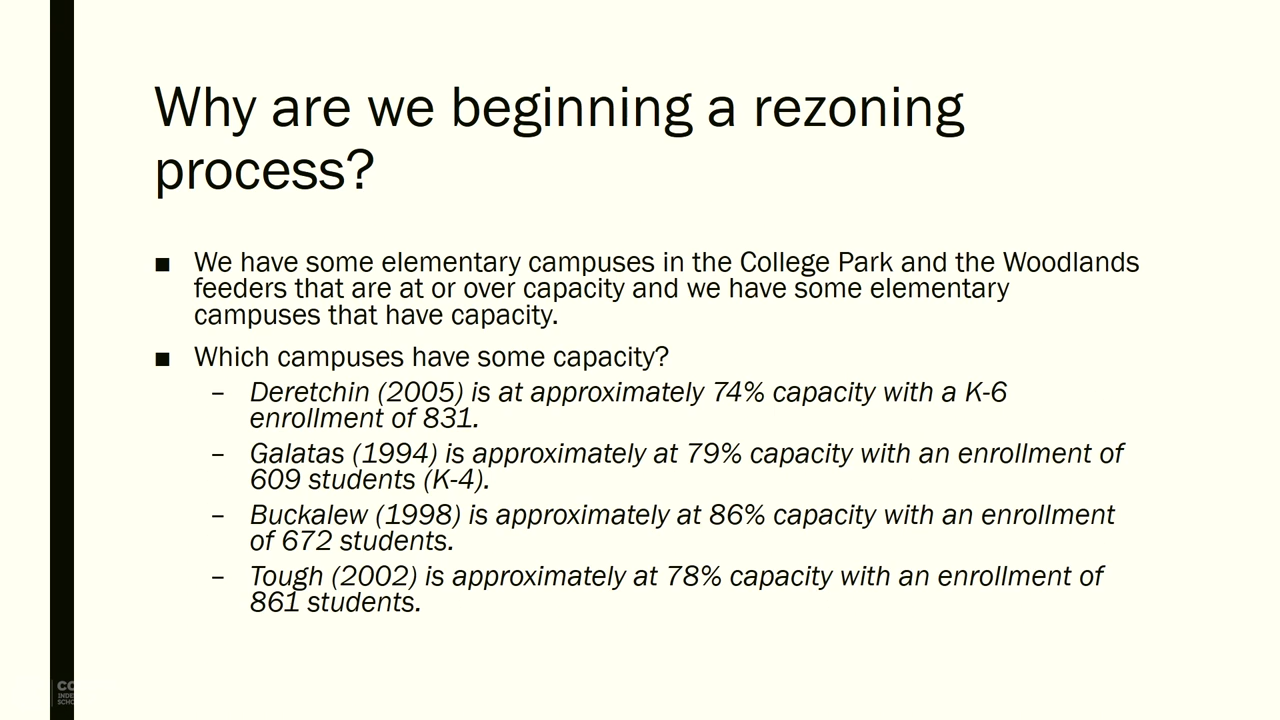 Why are we beginning a rezoning
process?
■ We have some elementary campuses in the College Park and the Woodlands
feeders that are at or over capacity and we have some elementary
campuses that have capacity.
■ Which campuses have some capacity?
– Deretchin (2005) is at approximately 74% capacity with a K-6
enrollment of 831.
– Galatas (1994) is approximately at 79% capacity with an enrollment of
609 students (K-4).
– Buckalew (1998) is approximately at 86% capacity with an enrollment
of 672 students.
– Tough (2002) is approximately at 78% capacity with an enrollment of
861 students.